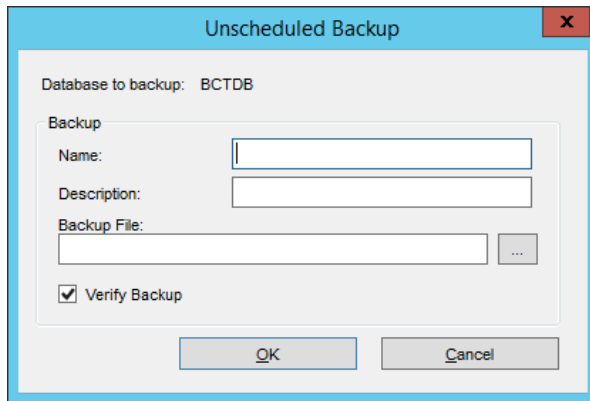 Unscheduled Backup
x
Database to backup: BCTDB
Backup
Name:
Description:
Backup File:
...
Verify Backup
OK Cancel